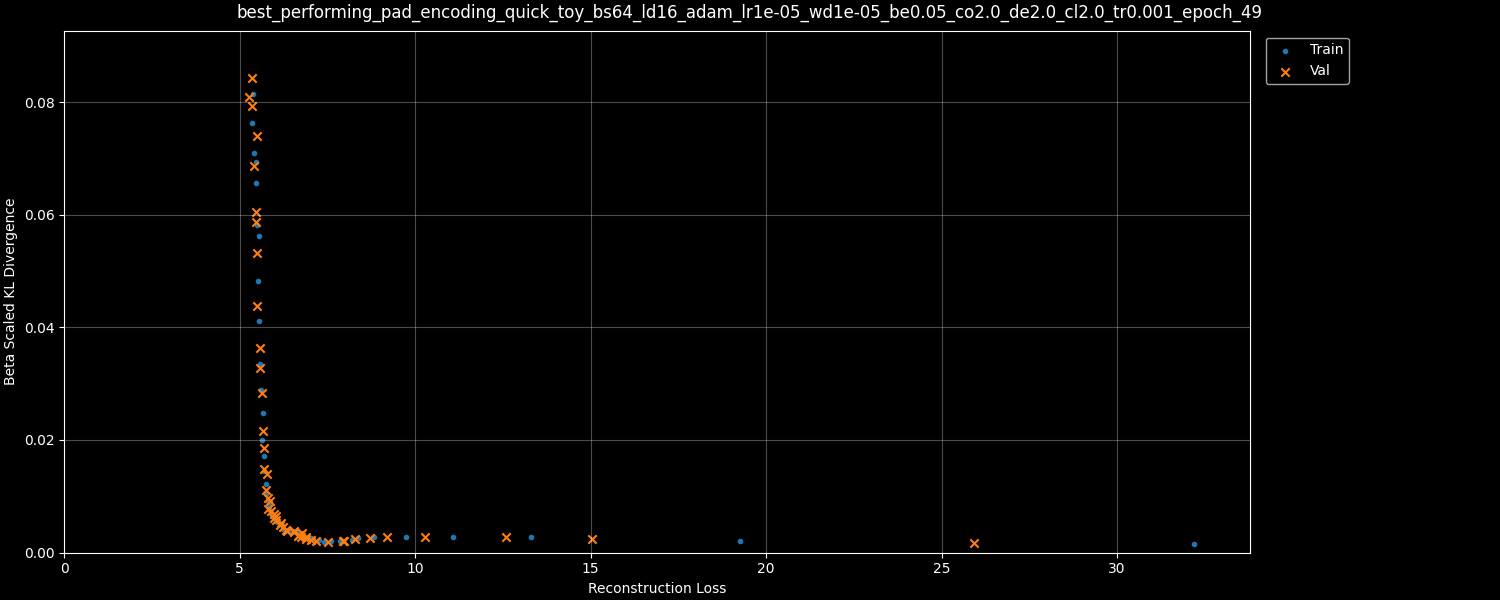 best_performing_pad_encoding_quick_toy_bs64_ld16_adam_lr1e-05_wd1e-05_be0.05_co2.0_de2.0_cl2.0_tr0.001_epoch_49
Train
Val
Beta Scaled KL Divergence
0.08
0.06
0.04
0.02
0.00
0
5
10
15
20
25
30
Reconstruction Loss